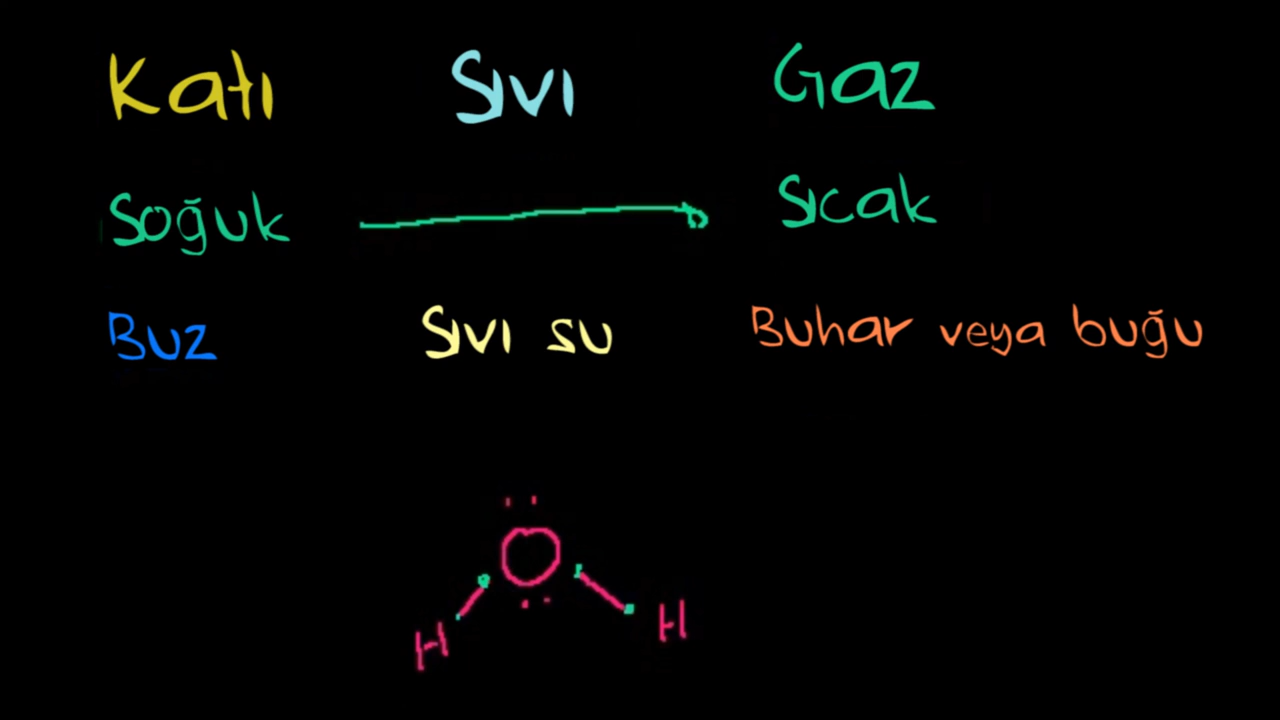 Katı Sıvı Gaz
Soğuk Sıcak
Buz Sıvı su Buhar veya buğu
O
H H